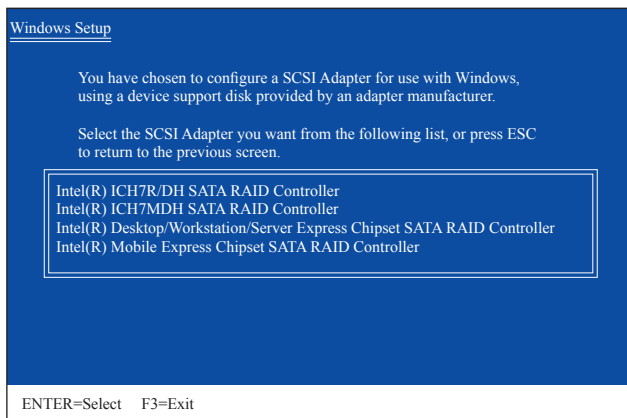 Windows Setup
You have chosen to configure a SCSI Adapter for use with Windows,
using a device support disk provided by an adapter manufacturer.
Select the SCSI Adapter you want from the following list, or press ESC
to return to the previous screen.
Intel(R) ICH7R/DH SATA RAID Controller
Intel(R) ICH7MDH SATA RAID Controller
Intel(R) Desktop/Workstation/Server Express Chipset SATA RAID Controller
Intel(R) Mobile Express Chipset SATA RAID Controller
ENTER=Select F3=Exit